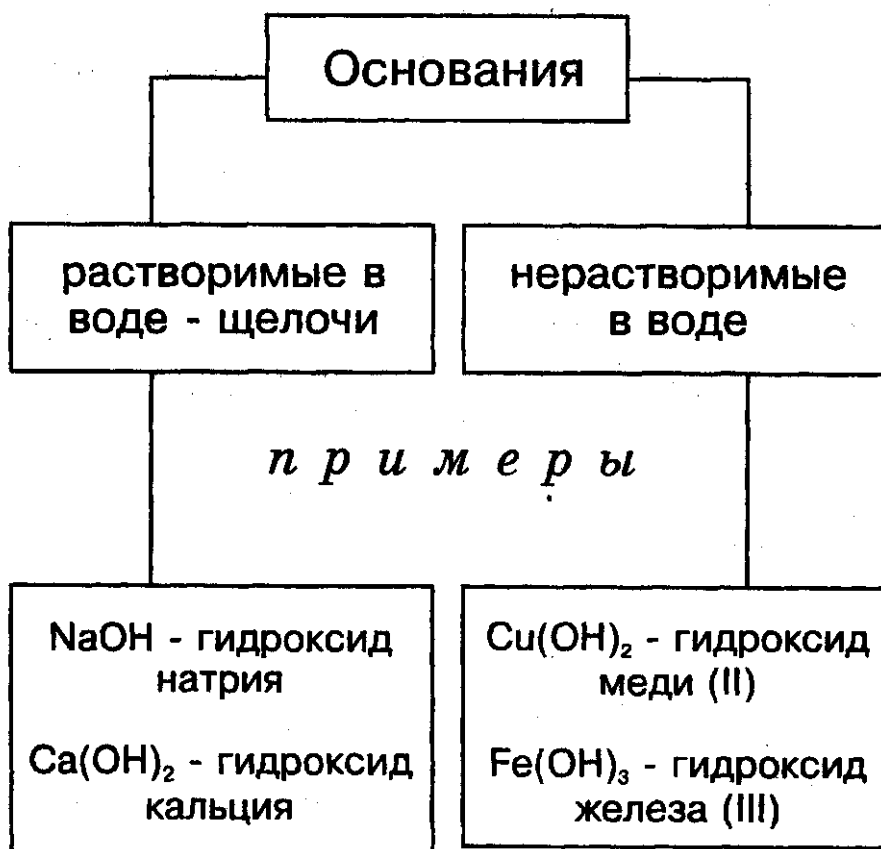 Основания
растворимые в
воде - щелочи
нерастворимые
в воде
примеры
NaOH - гидроксид
натрия
Ca(OH)₂ - гидроксид
кальция
Cu(OH)₂ - гидроксид
меди (II)
Fe(OH)₃ - гидроксид
железа (III)